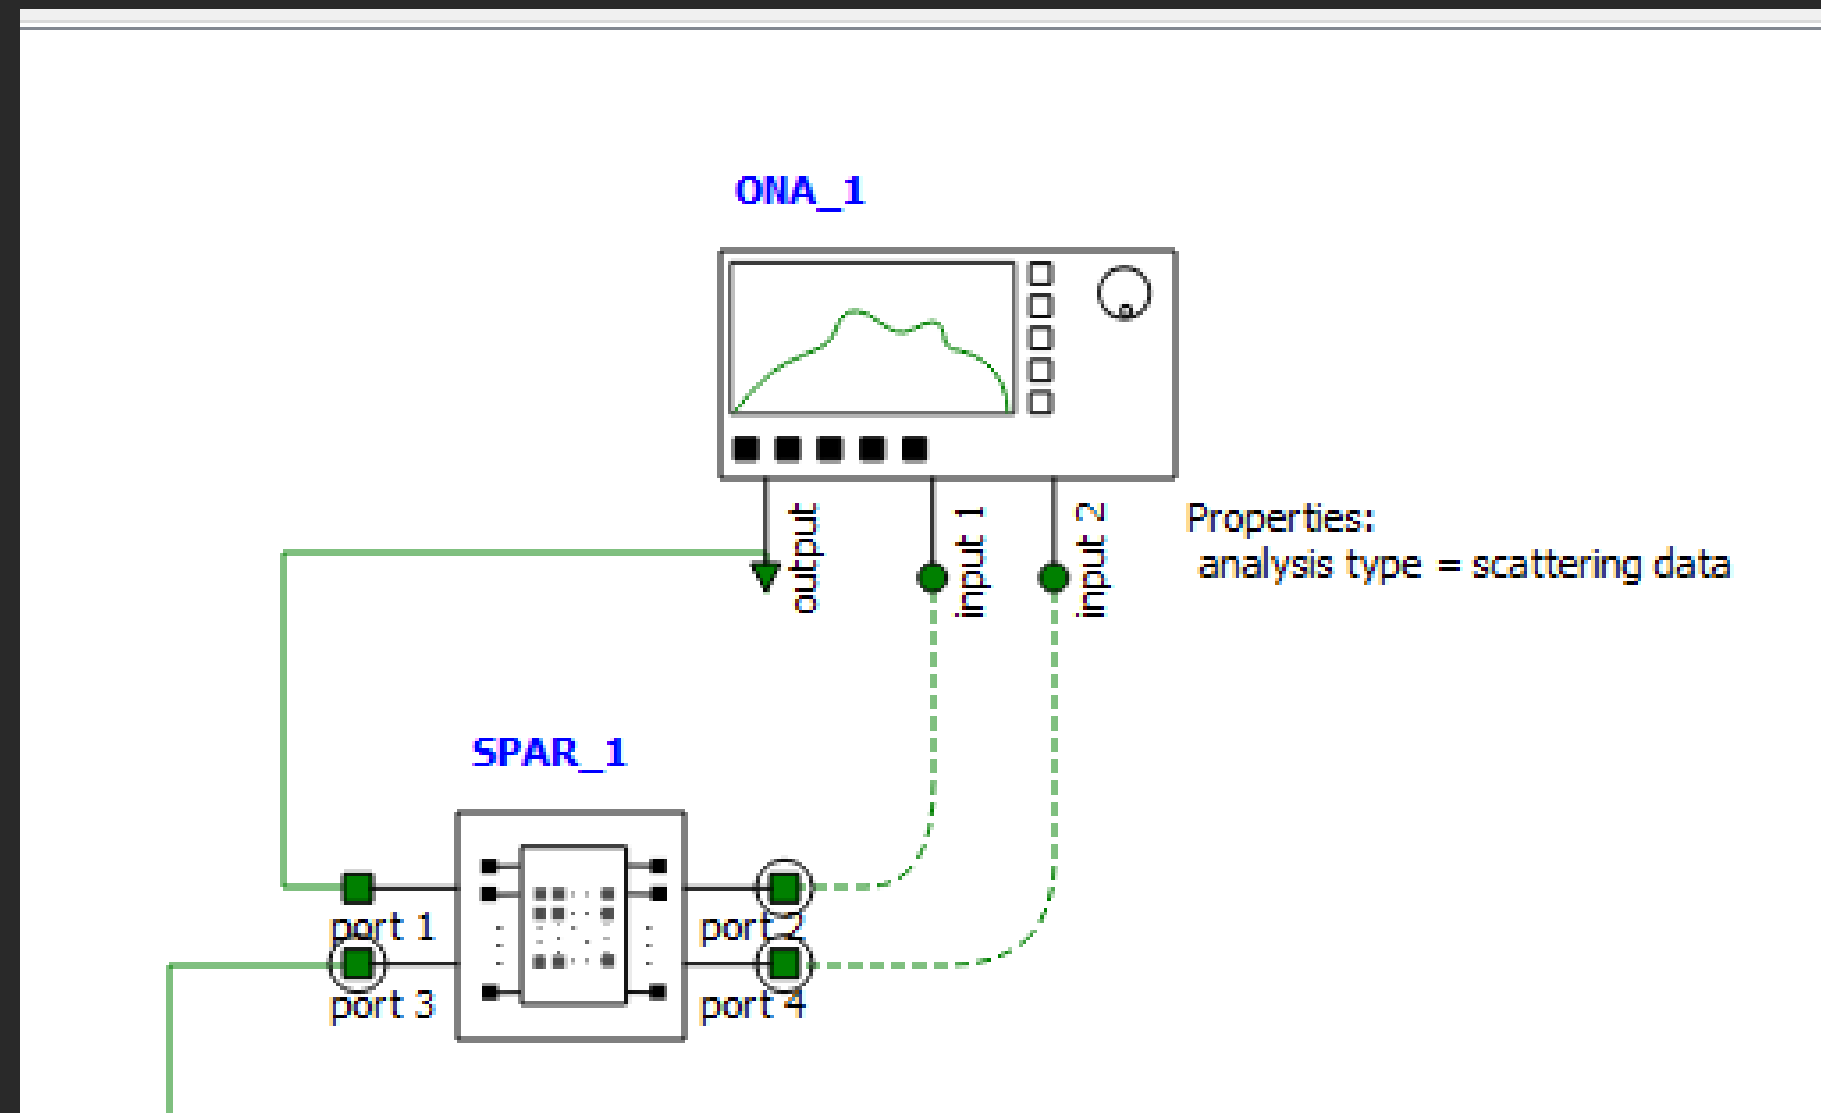 ONA_1
output
input 1
input 2
Properties:
analysis type = scattering data
SPAR_1
port 1
port 2
port 3
port 4